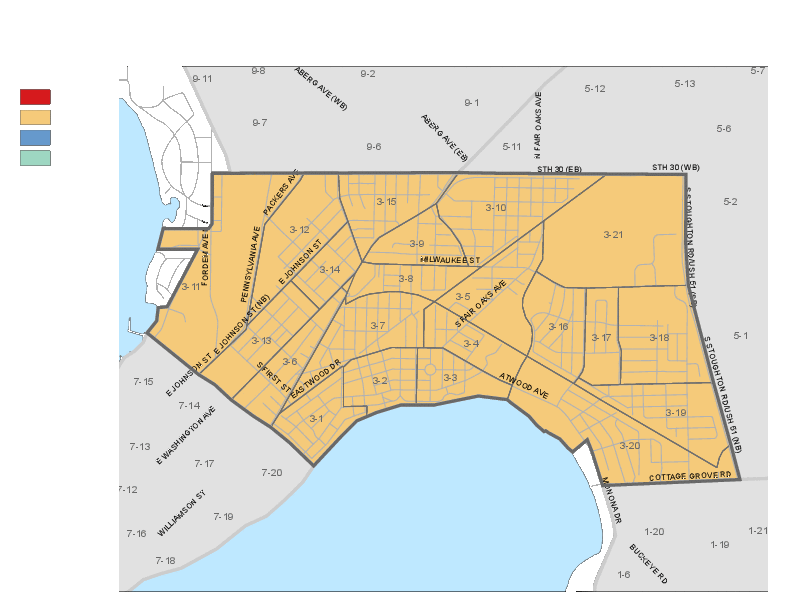 9-11
9-8
9-2
5-7
ABERG AVE (WB)
5-13
5-12
9-1
N FAIR OAKS AVE
9-7
ABERG AVE (EB)
5-6
9-6
5-11
STH 30 (EB)
STH 30 (WB)
PACKERS AVE
3-15
3-10
5-2
3-12
3-21
FORDEM AVE
PENNSYLVANIA AVE
E JOHNSON ST
3-9
MILWAUKEE ST
3-14
3-8
3-11
3-5
S FAIR OAKS AVE
E JOHNSON ST (NB)
3-7
3-16
3-17
3-18
5-1
3-13
3-4
3-6
S FIRST ST
EASTWOOD DR
E JOHNSON ST
3-2
3-3
ATWOOD AVE
7-15
7-14
S STOUGHTON RD/USH 51 (NB)
3-1
3-19
E WASHINGTON AVE
7-13
3-20
7-17
7-20
COTTAGE GROVE RD
7-12
WILLIAMSON ST
MONONA DR
7-19
7-16
1-20
1-21
1-19
7-18
BUCKEYE RD
1-6